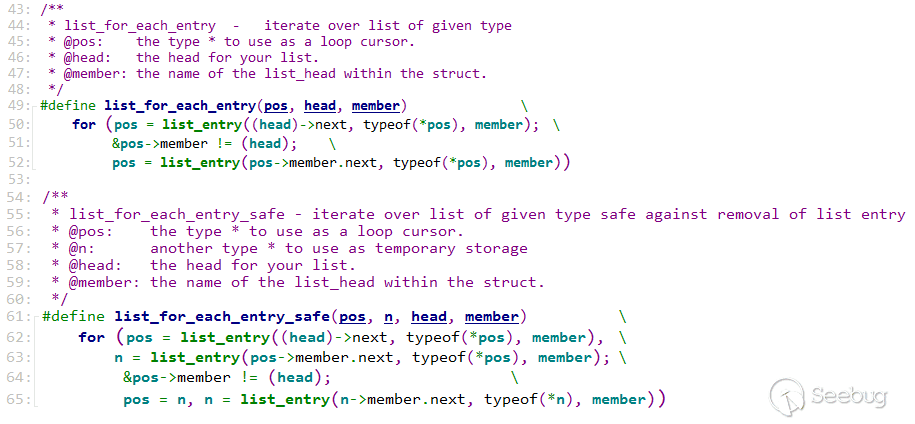 43: /**
44: * list_for_each_entry - iterate over list of given type
45: * @pos: the type * to use as a loop cursor.
46: * @head: the head for your list.
47: * @member: the name of the list_head within the struct.
48: */
49: #define list_for_each_entry(pos, head, member) \
50: for (pos = list_entry((head)->next, typeof(*pos), member); \
51: &pos->member != (head); \
52: pos = list_entry(pos->member.next, typeof(*pos), member))
53:
54: /**
55: * list_for_each_entry_safe - iterate over list of given type safe against removal of list entry
56: * @pos: the type * to use as a loop cursor.
57: * @n: another type * to use as temporary storage
58: * @head: the head for your list.
59: * @member: the name of the list_head within the struct.
60: */
61: #define list_for_each_entry_safe(pos, n, head, member) \
62: for (pos = list_entry((head)->next, typeof(*pos), member), \
63: n = list_entry(pos->member.next, typeof(*pos), member); \
64: &pos->member != (head); \
65: pos = n, n = list_entry(n->member.next, typeof(*n), member))
Seebug